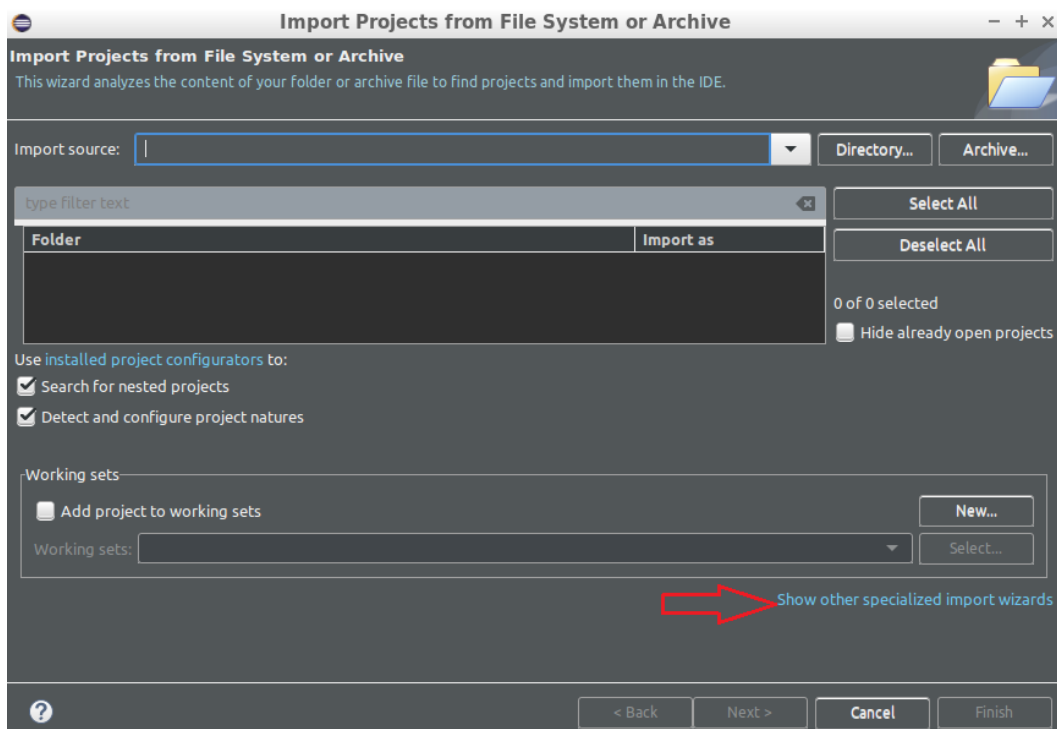 Import Projects from File System or Archive
Import Projects from File System or Archive
This wizard analyzes the content of your folder or archive file to find projects and import them in the IDE.
Import source: Directory... Archive...
type filter text Select All
Folder Import as
Deselect All
0 of 0 selected
Hide already open projects
Use installed project configurators to:
Search for nested projects
Detect and configure project natures
Working sets
Add project to working sets New...
Working sets: Select...
Show other specialized import wizards
? < Back Next > Cancel Finish